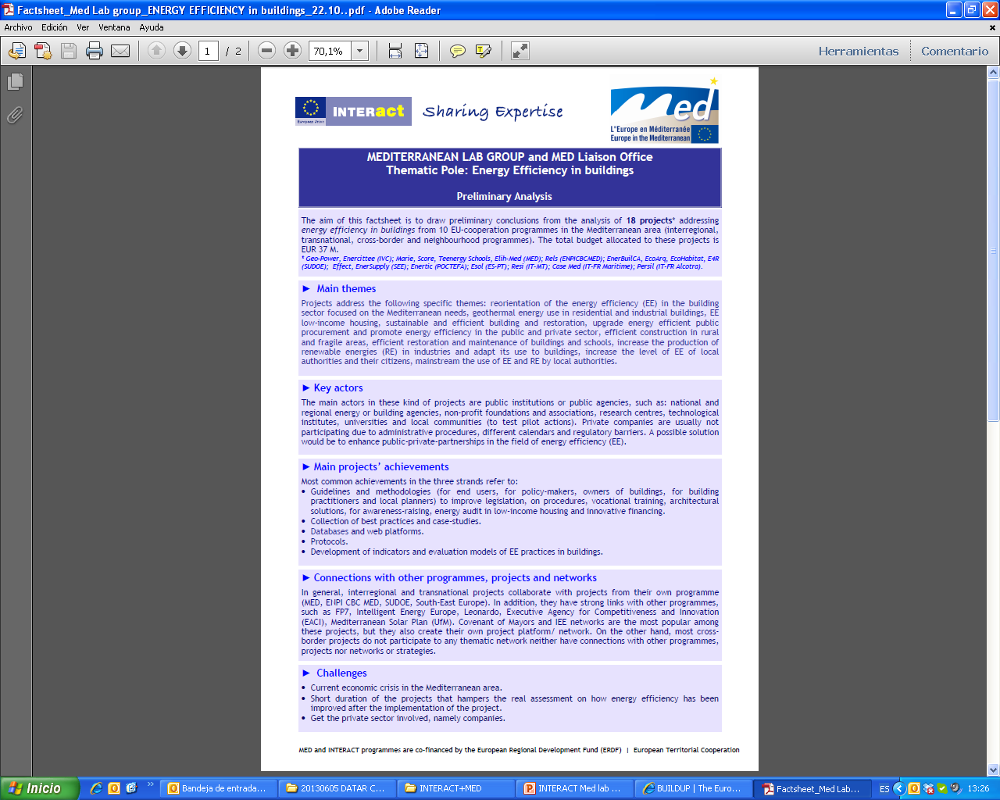 Factsheet_Med Lab group_ENERGY EFFICIENCY in buildings_22.10..pdf - Adobe Reader
Archivo Edición Ver Ventana Ayuda
1 / 2 70,1% Herramientas Comentario
European Union INTERact Sharing Expertise
Med
L'Europe en Méditerranée
Europe in the Mediterranean
MEDITERRANEAN LAB GROUP and MED Liaison Office
Thematic Pole: Energy Efficiency in buildings
Preliminary Analysis
The aim of this factsheet is to draw preliminary conclusions from the analysis of 18 projects* addressing
energy efficiency in buildings from 10 EU-cooperation programmes in the Mediterranean area (interregional,
transnational, cross-border and neighbourhood programmes). The total budget allocated to these projects is
EUR 37 M.
* Geo-Power, Enercittee (IVC); Marie, Score, Teenergy Schools, Elih-Med (MED); Rels (ENPICBCMED); EnerBuilCA, EcoArq, EcoHabitat, E4R
(SUDOE); Effect, EnerSupply (SEE); Enertic (POCTEFA); Esol (ES-PT); Resi (IT-MT); Case Med (IT-FR Maritime); Persil (IT-FR Alcotra).
► Main themes
Projects address the following specific themes: reorientation of the energy efficiency (EE) in the building
sector focused on the Mediterranean needs, geothermal energy use in residential and industrial buildings, EE
low-income housing, sustainable and efficient building and restoration, upgrade energy efficient public
procurement and promote energy efficiency in the public and private sector, efficient construction in rural
and fragile areas, efficient restoration and maintenance of buildings and schools, increase the production of
renewable energies (RE) in industries and adapt its use to buildings, increase the level of EE of local
authorities and their citizens, mainstream the use of EE and RE by local authorities.
► Key actors
The main actors in these kind of projects are public institutions or public agencies, such as: national and
regional energy or building agencies, non-profit foundations and associations, research centres, technological
institutes, universities and local communities (to test pilot actions). Private companies are usually not
participating due to administrative procedures, different calendars and regulatory barriers. A possible solution
would be to enhance public-private-partnerships in the field of energy efficiency (EE).
► Main projects' achievements
Most common achievements in the three strands refer to:
• Guidelines and methodologies (for end users, for policy-makers, owners of buildings, for building
practitioners and local planners) to improve legislation, on procedures, vocational training, architectural
solutions, for awareness-raising, energy audit in low-income housing and innovative financing.
• Collection of best practices and case-studies.
• Databases and web platforms.
• Protocols.
• Development of indicators and evaluation models of EE practices in buildings.
► Connections with other programmes, projects and networks
In general, interregional and transnational projects collaborate with projects from their own programme
(MED, ENPI CBC MED, SUDOE, South-East Europe). In addition, they have strong links with other programmes,
such as FP7, Intelligent Energy Europe, Leonardo, Executive Agency for Competitiveness and Innovation
(EACI), Mediterranean Solar Plan (UfM). Covenant of Mayors and IEE networks are the most popular among
these projects, but they also create their own project platform/ network. On the other hand, most cross-
border projects do not participate to any thematic network neither have connections with other programmes,
projects nor networks or strategies.
► Challenges
• Current economic crisis in the Mediterranean area.
• Short duration of the projects that hampers the real assessment on how energy efficiency has been
improved after the implementation of the project.
• Get the private sector involved, namely companies.
MED and INTERACT programmes are co-financed by the European Regional Development Fund (ERDF) | European Territorial Cooperation
Inicio Bandeja de entrada... 20130605 DATAR C... INTERACT+MED INTERACT Med lab ... BUILDUP | The Euro... Factsheet_Med Lab... ES 13:26